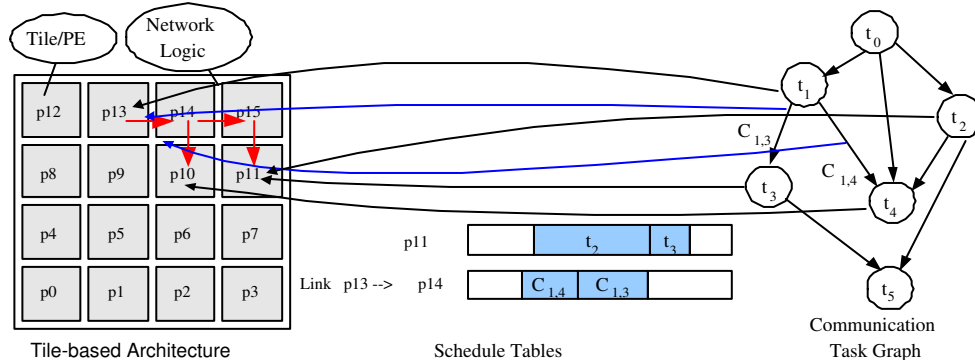 Tile/PE
Network
Logic
p12 p13 p14 p15
p8 p9 p10 p11
p4 p5 p6 p7
p0 p1 p2 p3
Tile-based Architecture
p11
t2 t3
Link p13 --> p14
C1,4 C1,3
Schedule Tables
t0
t1
t2
C1,3
C1,4
t3
t4
t5
Communication
Task Graph